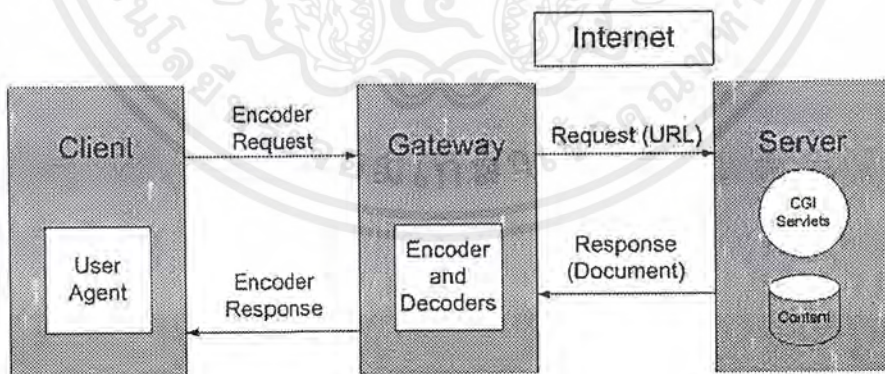 Internet
Client
Encoder
Request
Gateway
Request (URL)
Server
CGI
Servlets
User
Agent
Encoder
Response
Encoder
and
Decoders
Response
(Document)
Content